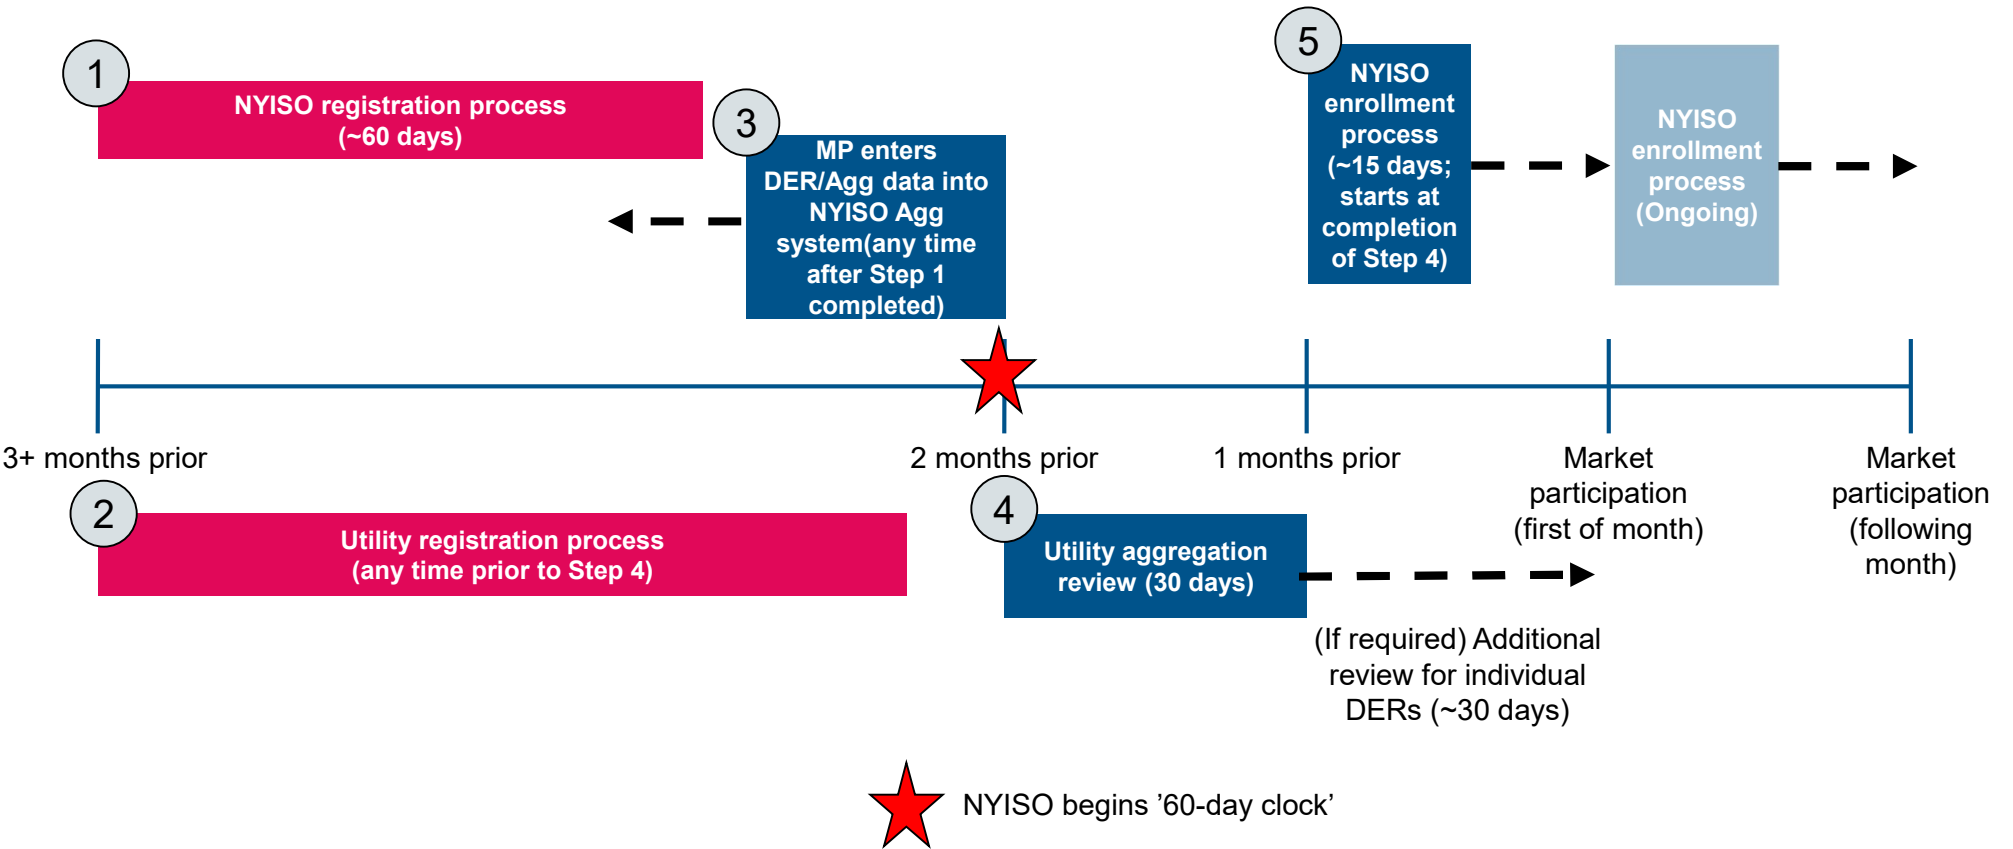 1
NYISO registration process
(~60 days)
3
MP enters
DER/Agg data into
NYISO Agg
system(any time
after Step 1
completed)
5
NYISO
enrollment
process
(~15 days;
starts at
completion
of Step 4)
NYISO
enrollment
process
(Ongoing)
3+ months prior
2 months prior
1 months prior
Market
participation
(first of month)
Market
participation
(following
month)
2
Utility registration process
(any time prior to Step 4)
4
Utility aggregation
review (30 days)
(If required) Additional
review for individual
DERs (~30 days)
NYISO begins ’60-day clock’